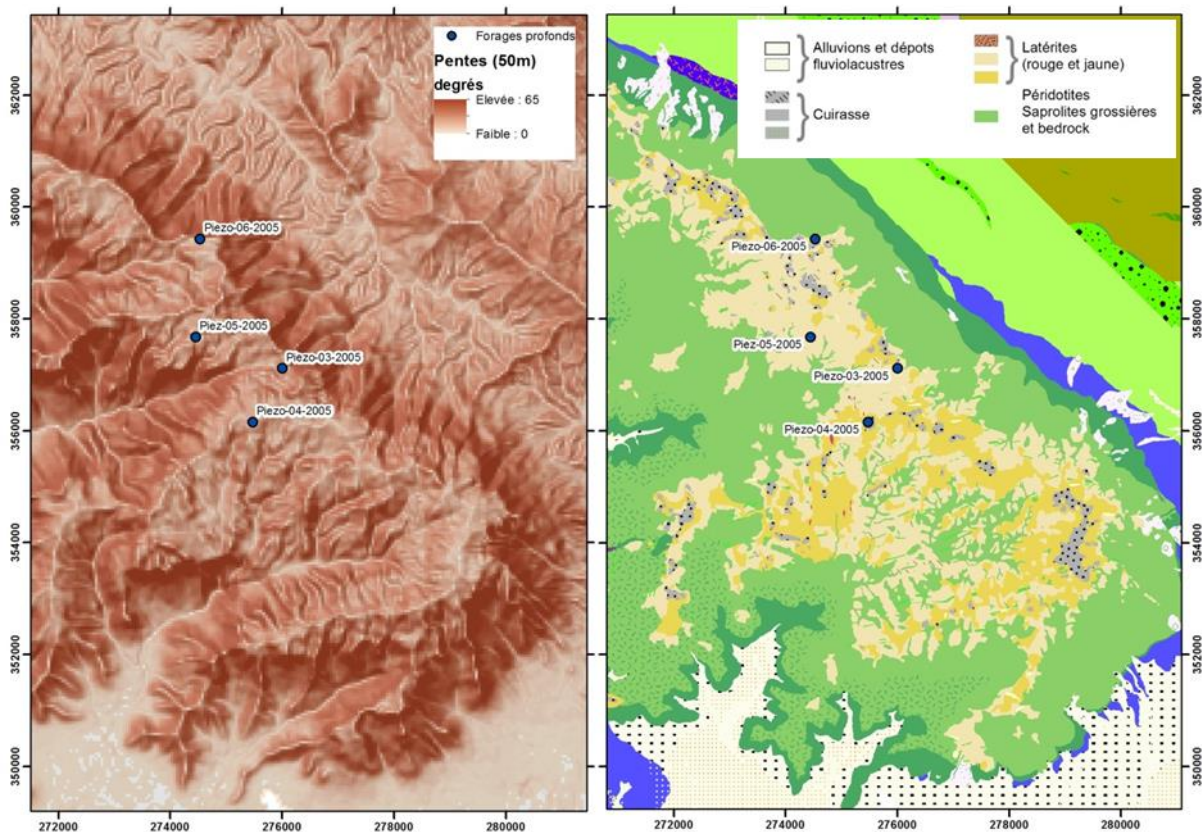 Forages profonds
Pentes (50m)
degrés
Elevée : 65
Faible : 0
362000
360000
358000
356000
354000
352000
350000
Piezo-06-2005
Piez-05-2005
Piezo-03-2005
Piezo-04-2005
272000 274000 276000 278000 280000
Alluvions et dépots
fluviolacustres
Cuirasse
Latérites
(rouge et jaune)
Péridotites
Saprolites grossières
et bedrock
Piezo-06-2005
Piez-05-2005
Piezo-03-2005
Piezo-04-2005
362000
360000
358000
356000
354000
352000
350000
272000 274000 276000 278000 280000